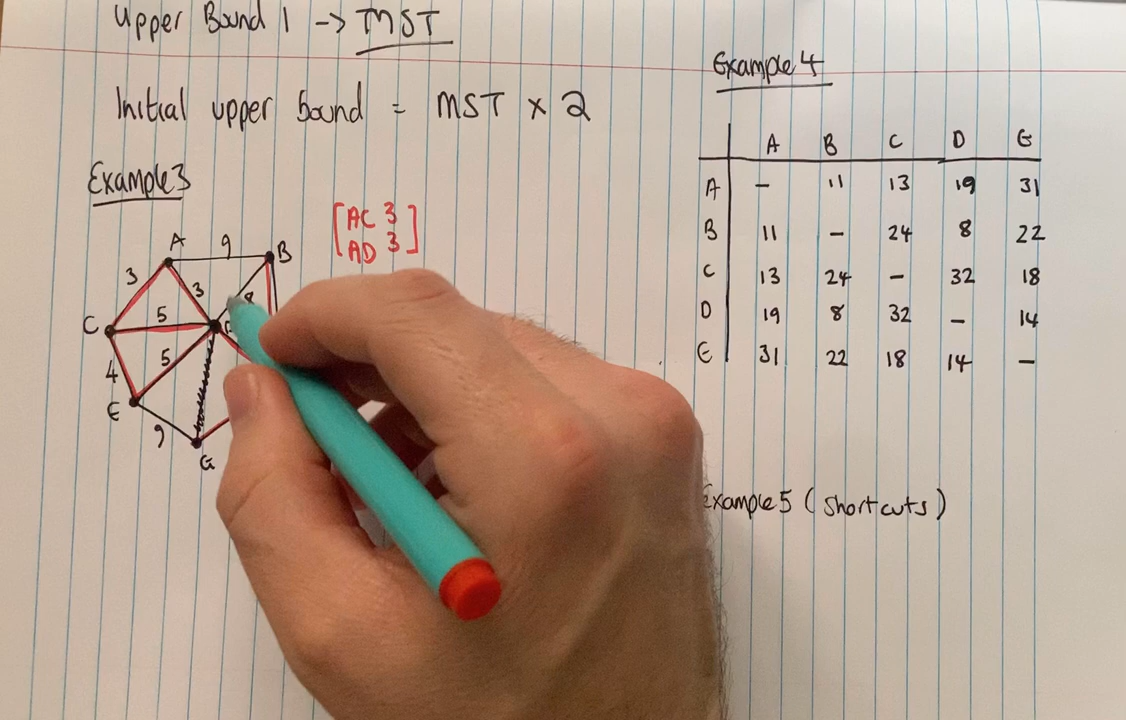 Upper Bound 1 -> MST
Initial upper bound = MST × 2
Example 3
[AC 3
AD 3]
A 9 B
3 3 8
C 5
4 5
E
9
G
Example 4
A B C D E
A - 11 13 19 31
B 11 - 24 8 22
C 13 24 - 32 18
D 19 8 32 - 14
E 31 22 18 14 -
Example 5 (Shortcuts)